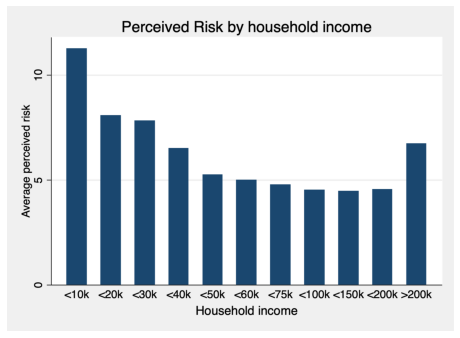 Perceived Risk by household income
Average perceived risk
10
5
0
<10k <20k <30k <40k <50k <60k <75k <100k <150k <200k >200k
Household income